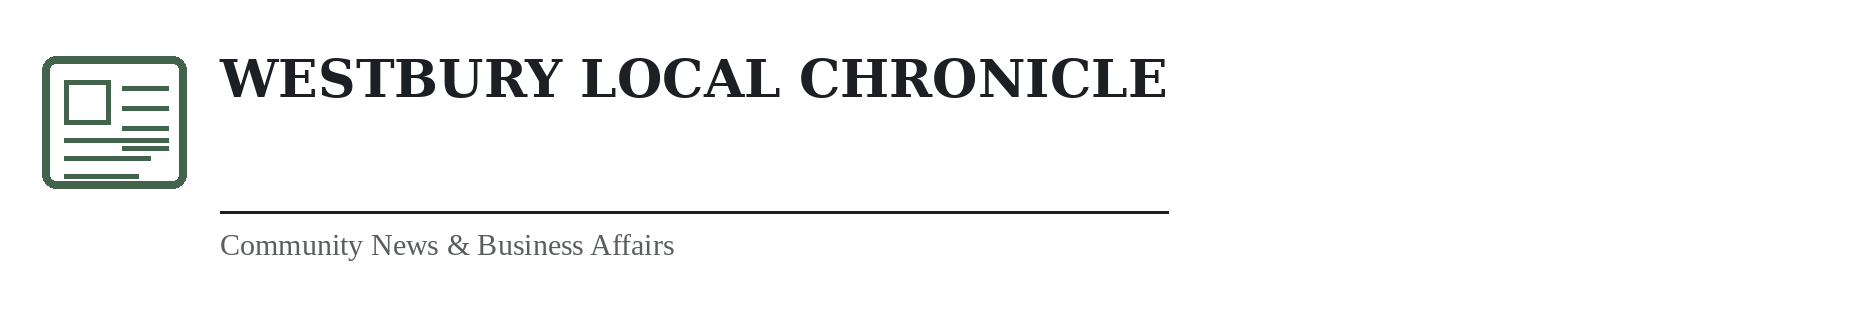 WESTBURY LOCAL CHRONICLE
Community News & Business Affairs